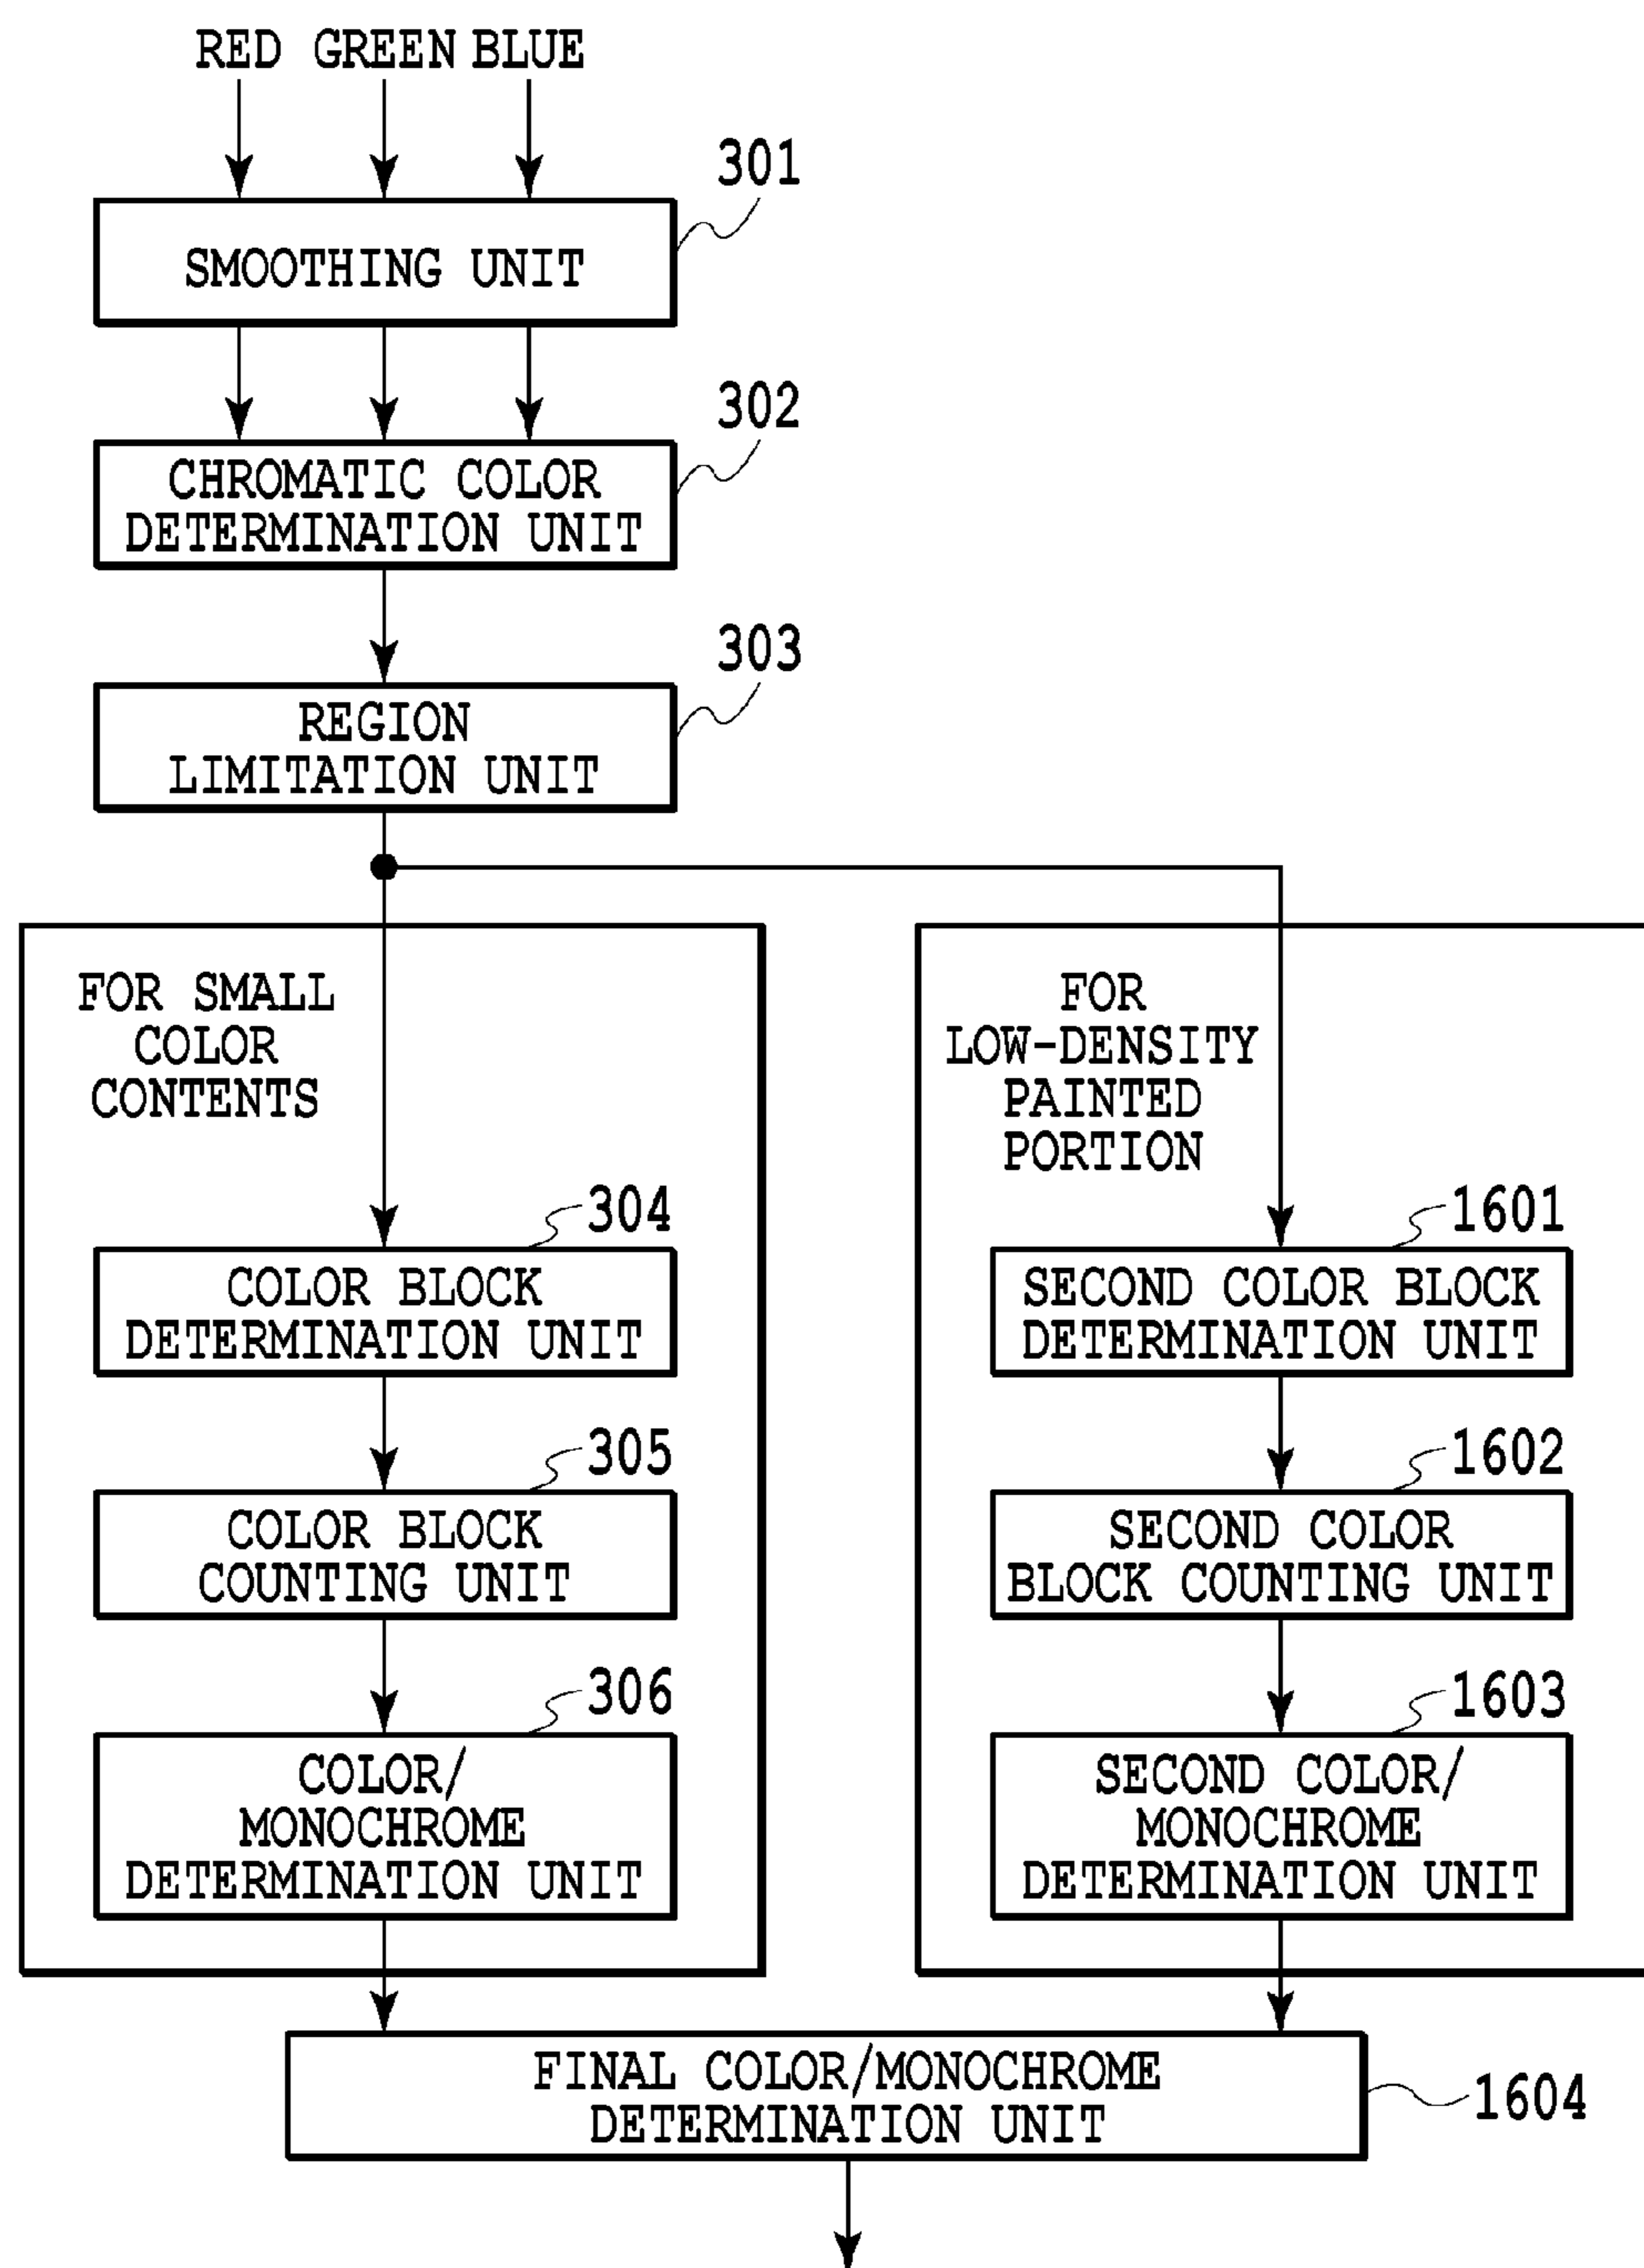 RED GREEN BLUE
301
SMOOTHING UNIT
302
CHROMATIC COLOR
DETERMINATION UNIT
303
REGION
LIMITATION UNIT
FOR SMALL
COLOR
CONTENTS
304
COLOR BLOCK
DETERMINATION UNIT
305
COLOR BLOCK
COUNTING UNIT
306
COLOR/
MONOCHROME
DETERMINATION UNIT
FOR
LOW-DENSITY
PAINTED
PORTION
1601
SECOND COLOR BLOCK
DETERMINATION UNIT
1602
SECOND COLOR
BLOCK COUNTING UNIT
1603
SECOND COLOR/
MONOCHROME
DETERMINATION UNIT
FINAL COLOR/MONOCHROME
DETERMINATION UNIT
1604